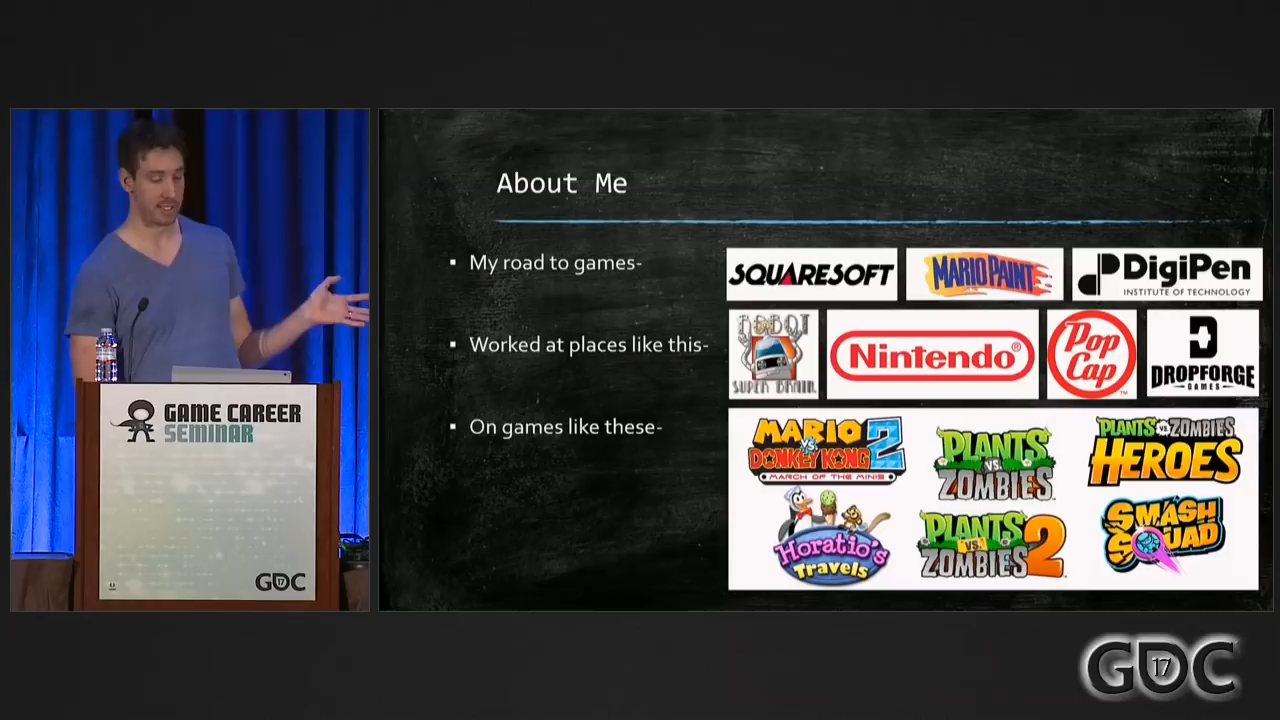 About Me
▪ My road to games-
SQUARESOFT
MARIO PAINT
DigiPen
INSTITUTE OF TECHNOLOGY
▪ Worked at places like this-
ROBOT
SUPER BRAIN
Nintendo®
Pop
Cap
TM
DROPFORGE
GAMES
▪ On games like these-
MARIO
VS.
DONKEY KONG 2
MARCH OF THE MINIS
PLANTS
VS.
ZOMBIES
PLANTS VS. ZOMBIES
HEROES
Horatio's
Travels
PLANTS
VS.
ZOMBIES 2
SMASH
SQUAD
GAME CAREER
SEMINAR
GDC
17
GDC
17